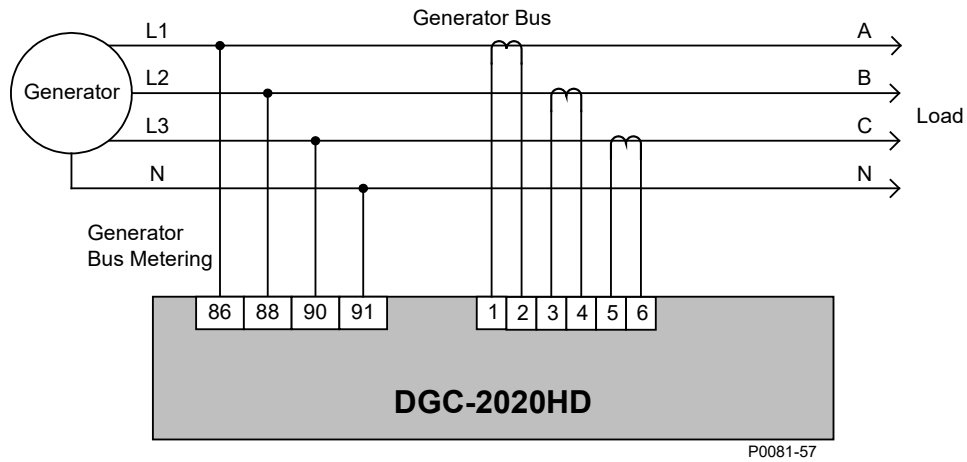 Generator Bus
L1
A
L2
B
Generator
L3
C
Load
N
N
Generator
Bus Metering
86 88 90 91 1 2 3 4 5 6
DGC-2020HD
P0081-57